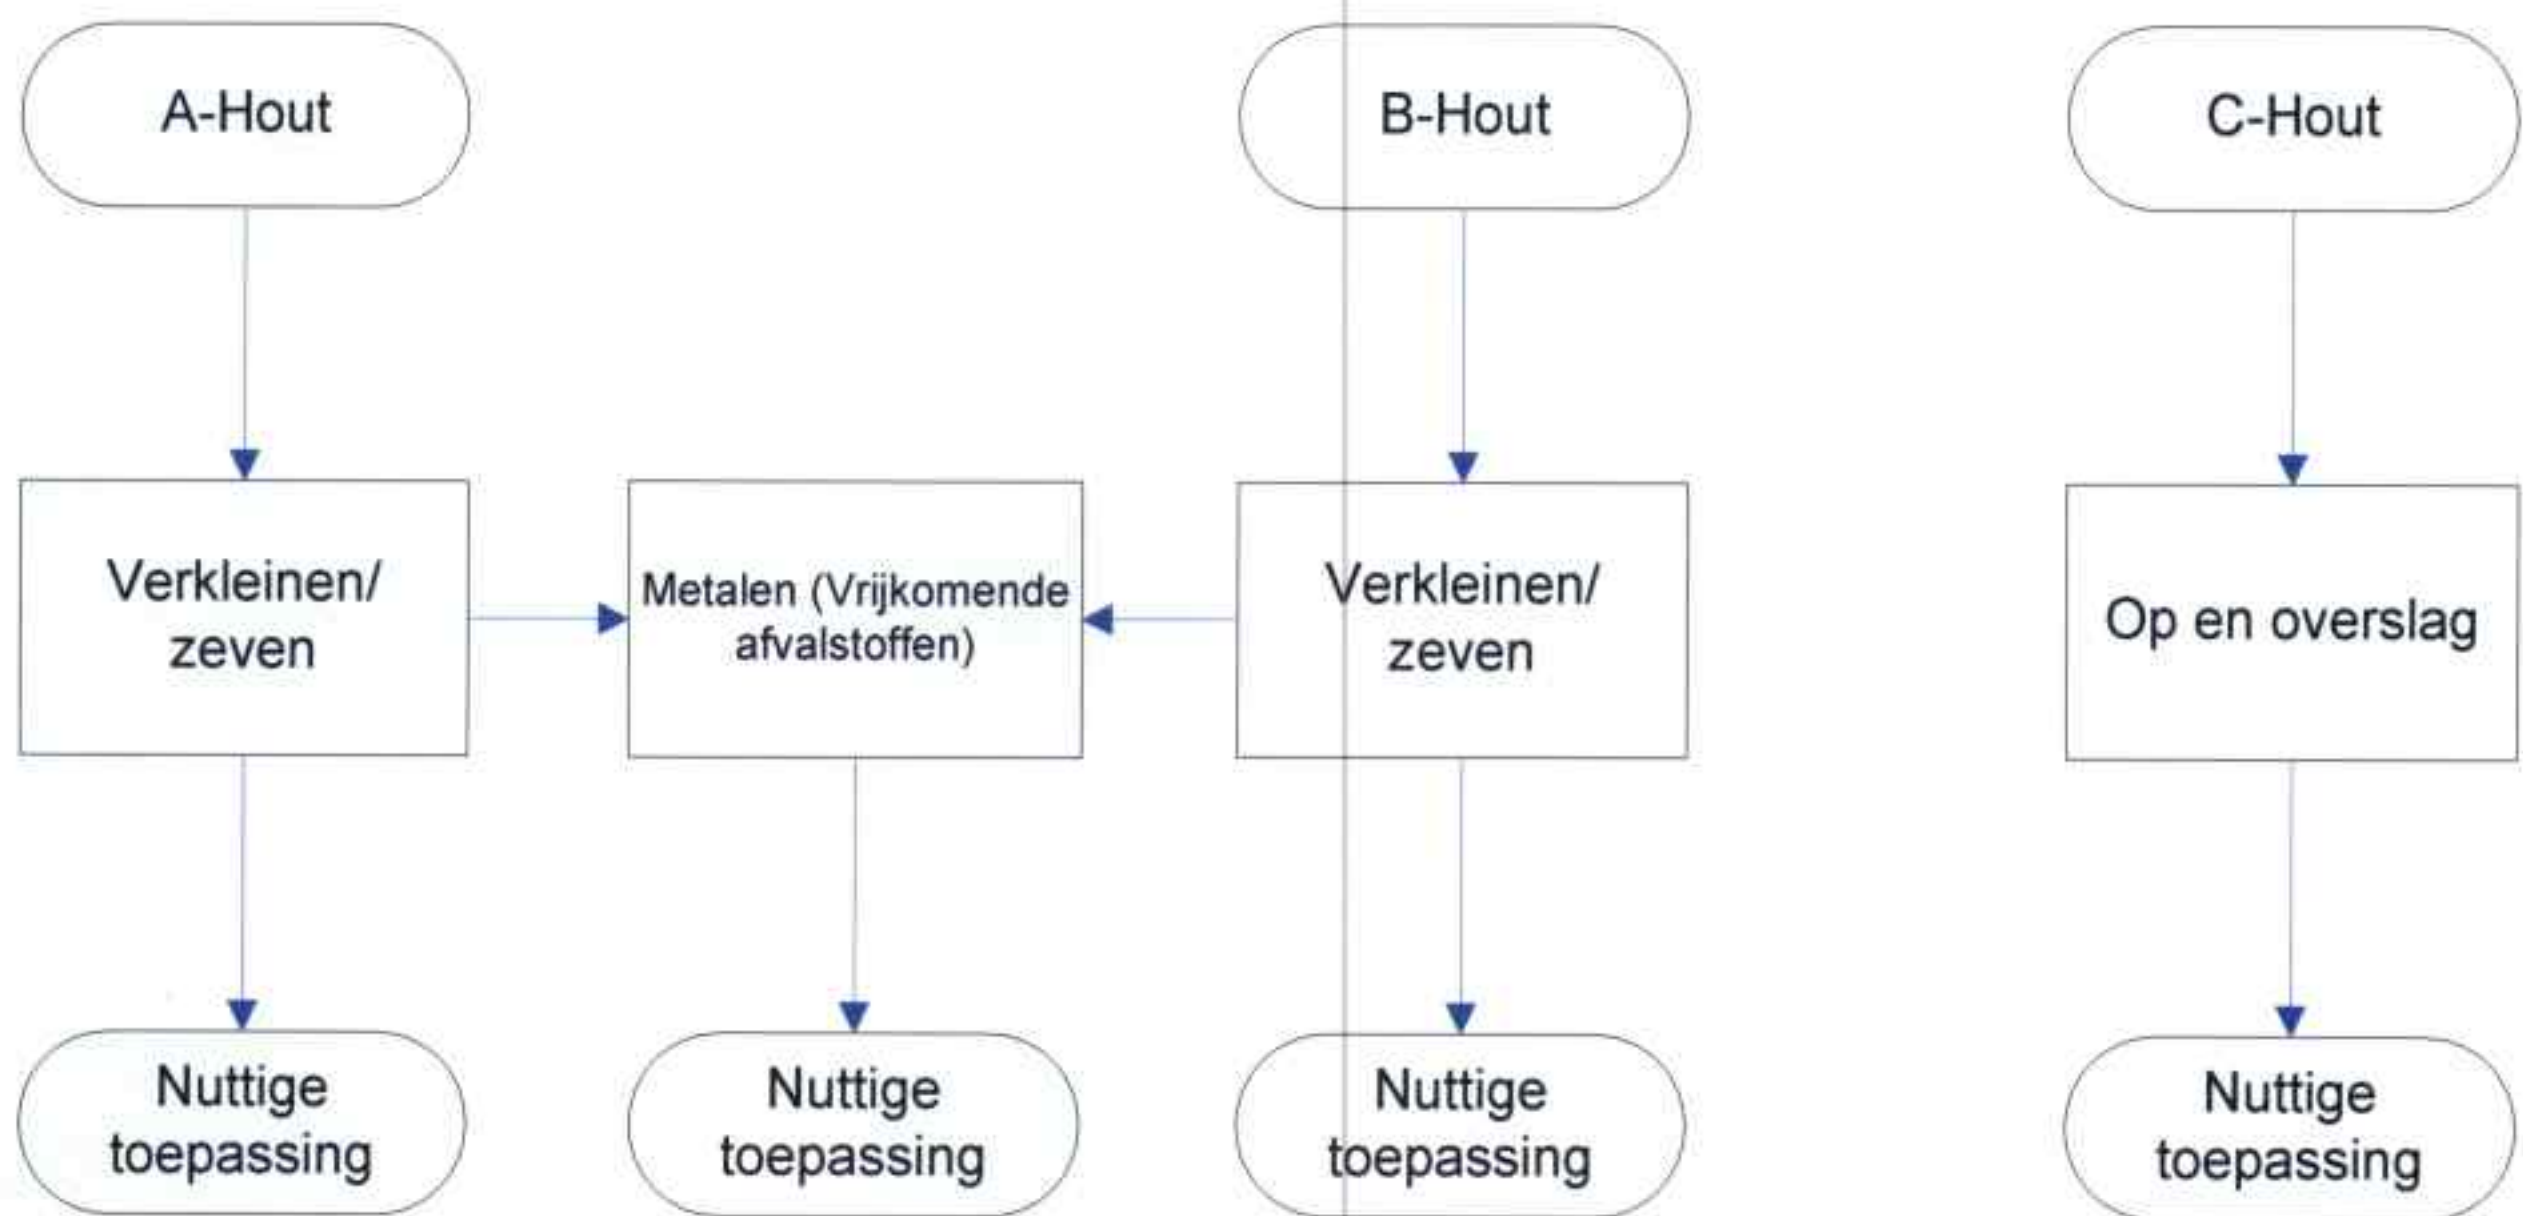 A-Hout
B-Hout
C-Hout
Verkleinen/
zeven
Metalen (Vrijkomende
afvalstoffen)
Verkleinen/
zeven
Op en overslag
Nuttige
toepassing
Nuttige
toepassing
Nuttige
toepassing
Nuttige
toepassing